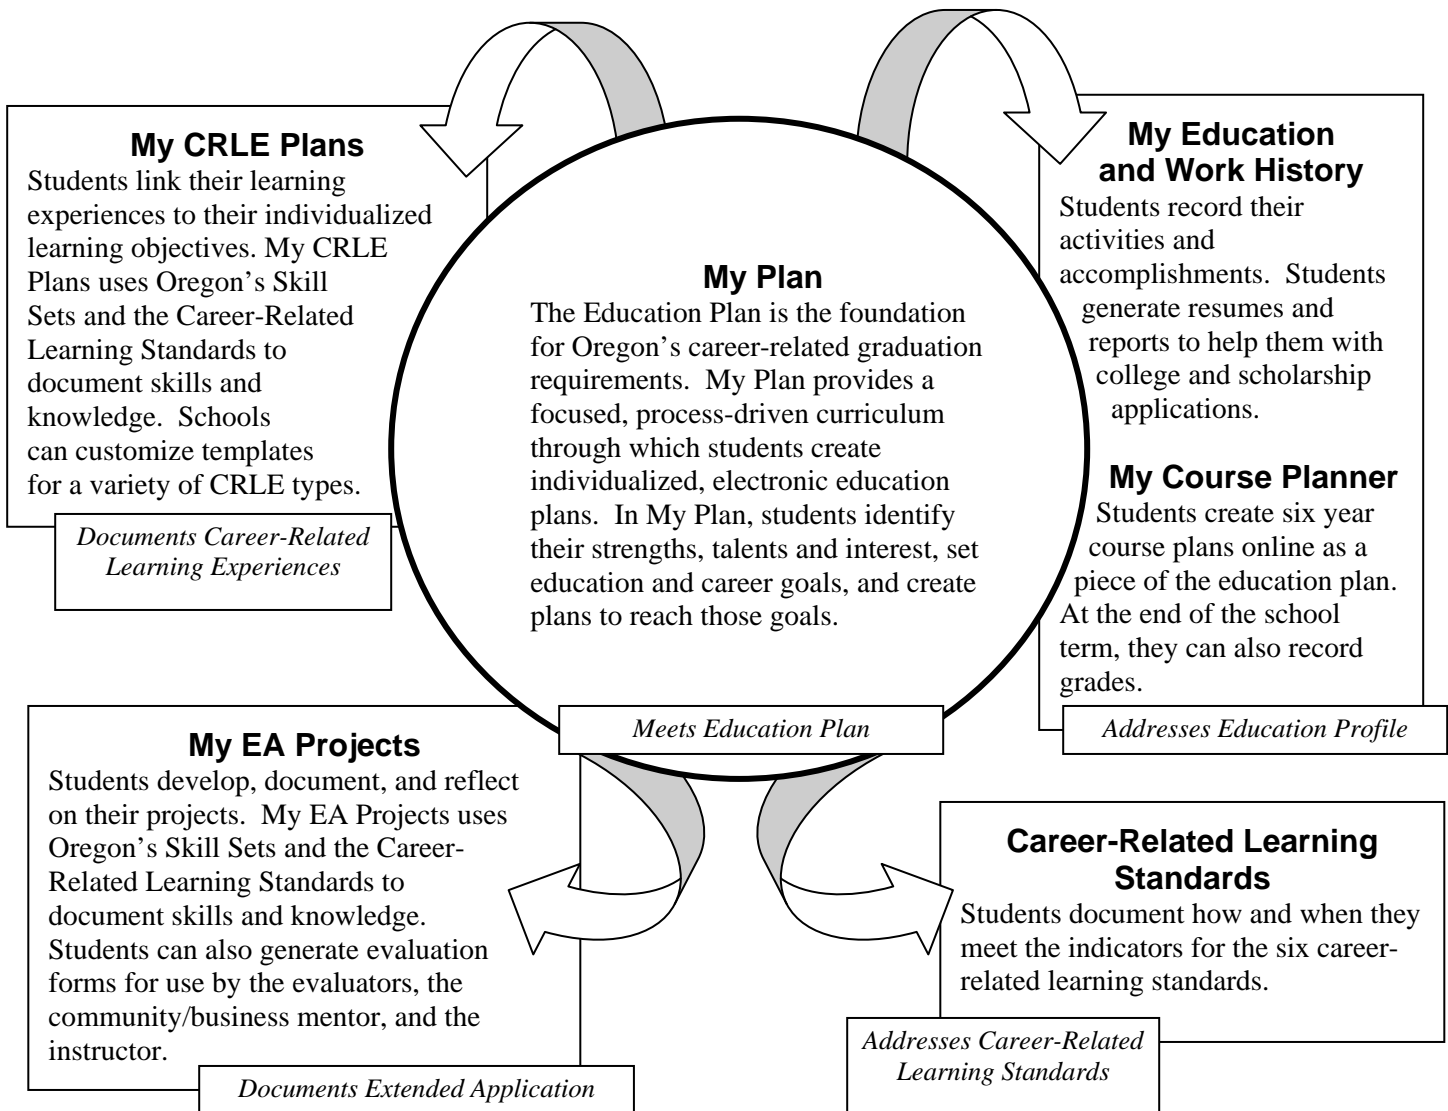 My CRLE Plans
Students link their learning
experiences to their individualized
learning objectives. My CRLE
Plans uses Oregon’s Skill
Sets and the Career-Related
Learning Standards to
document skills and
knowledge.  Schools
can customize templates
for a variety of CRLE types.
Documents Career-Related
Learning Experiences
My Plan
The Education Plan is the foundation
for Oregon’s career-related graduation
requirements.  My Plan provides a
focused, process-driven curriculum
through which students create
individualized, electronic education
plans.  In My Plan, students identify
their strengths, talents and interest, set
education and career goals, and create
plans to reach those goals.
Meets Education Plan
My Education
and Work History
Students record their
activities and
accomplishments.  Students
generate resumes and
reports to help them with
college and scholarship
applications.
My Course Planner
Students create six year
course plans online as a
piece of the education plan.
At the end of the school
term, they can also record
grades.
Addresses Education Profile
My EA Projects
Students develop, document, and reflect
on their projects.  My EA Projects uses
Oregon’s Skill Sets and the Career-
Related Learning Standards to
document skills and knowledge.
Students can also generate evaluation
forms for use by the evaluators, the
community/business mentor, and the
instructor.
Documents Extended Application
Career-Related Learning
Standards
Students document how and when they
meet the indicators for the six career-
related learning standards.
Addresses Career-Related
Learning Standards